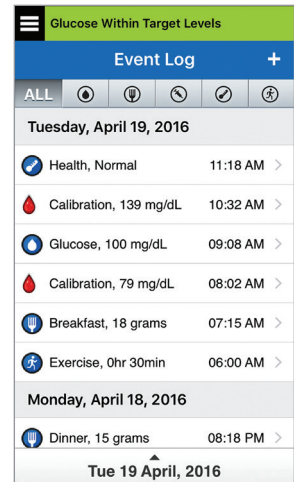 Glucose Within Target Levels
Event Log +
ALL
Tuesday, April 19, 2016
Health, Normal 11:18 AM >
Calibration, 139 mg/dL 10:32 AM >
Glucose, 100 mg/dL 09:08 AM >
Calibration, 79 mg/dL 08:02 AM >
Breakfast, 18 grams 07:15 AM >
Exercise, 0hr 30min 06:00 AM >
Monday, April 18, 2016
Dinner, 15 grams 08:18 PM >
Tue 19 April, 2016